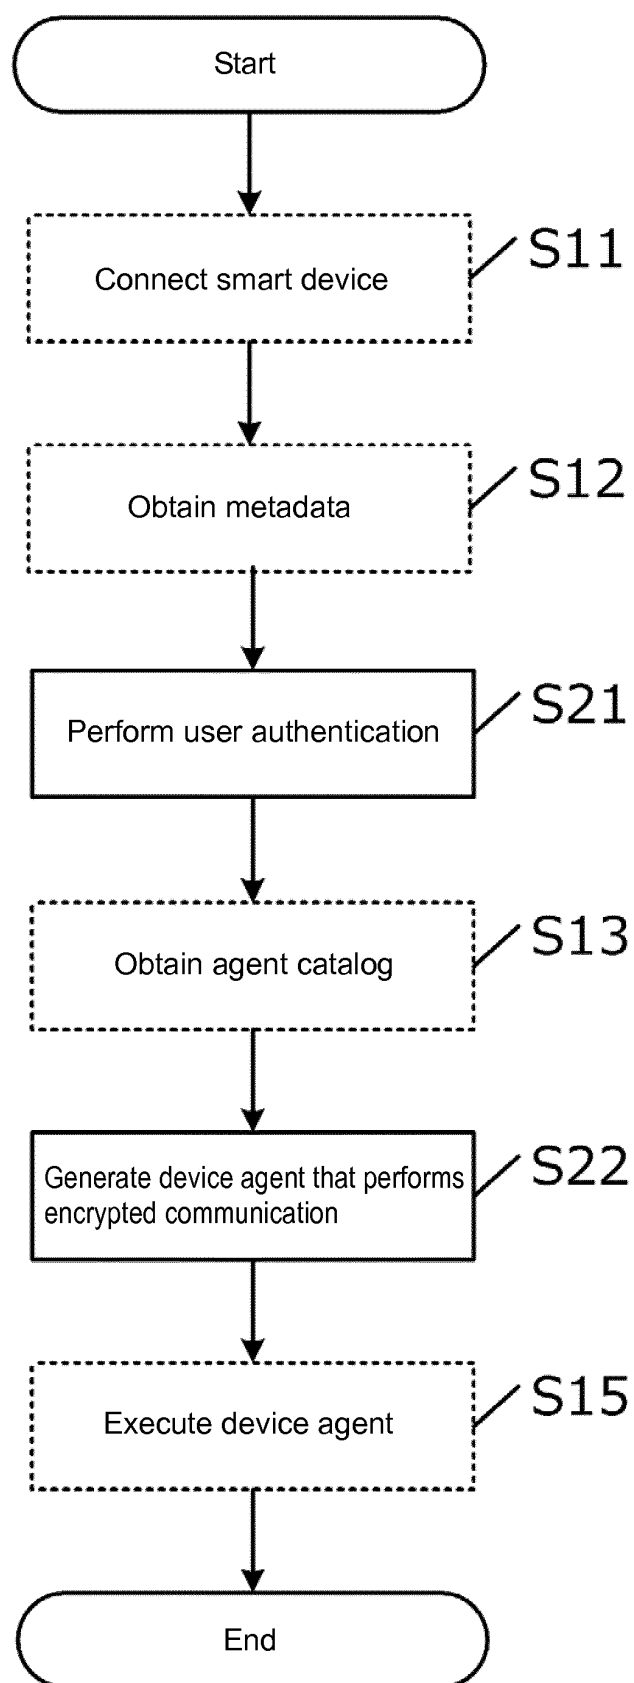 Start
S11
Connect smart device
S12
Obtain metadata
S21
Perform user authentication
S13
Obtain agent catalog
S22
Generate device agent that performs
encrypted communication
S15
Execute device agent
End